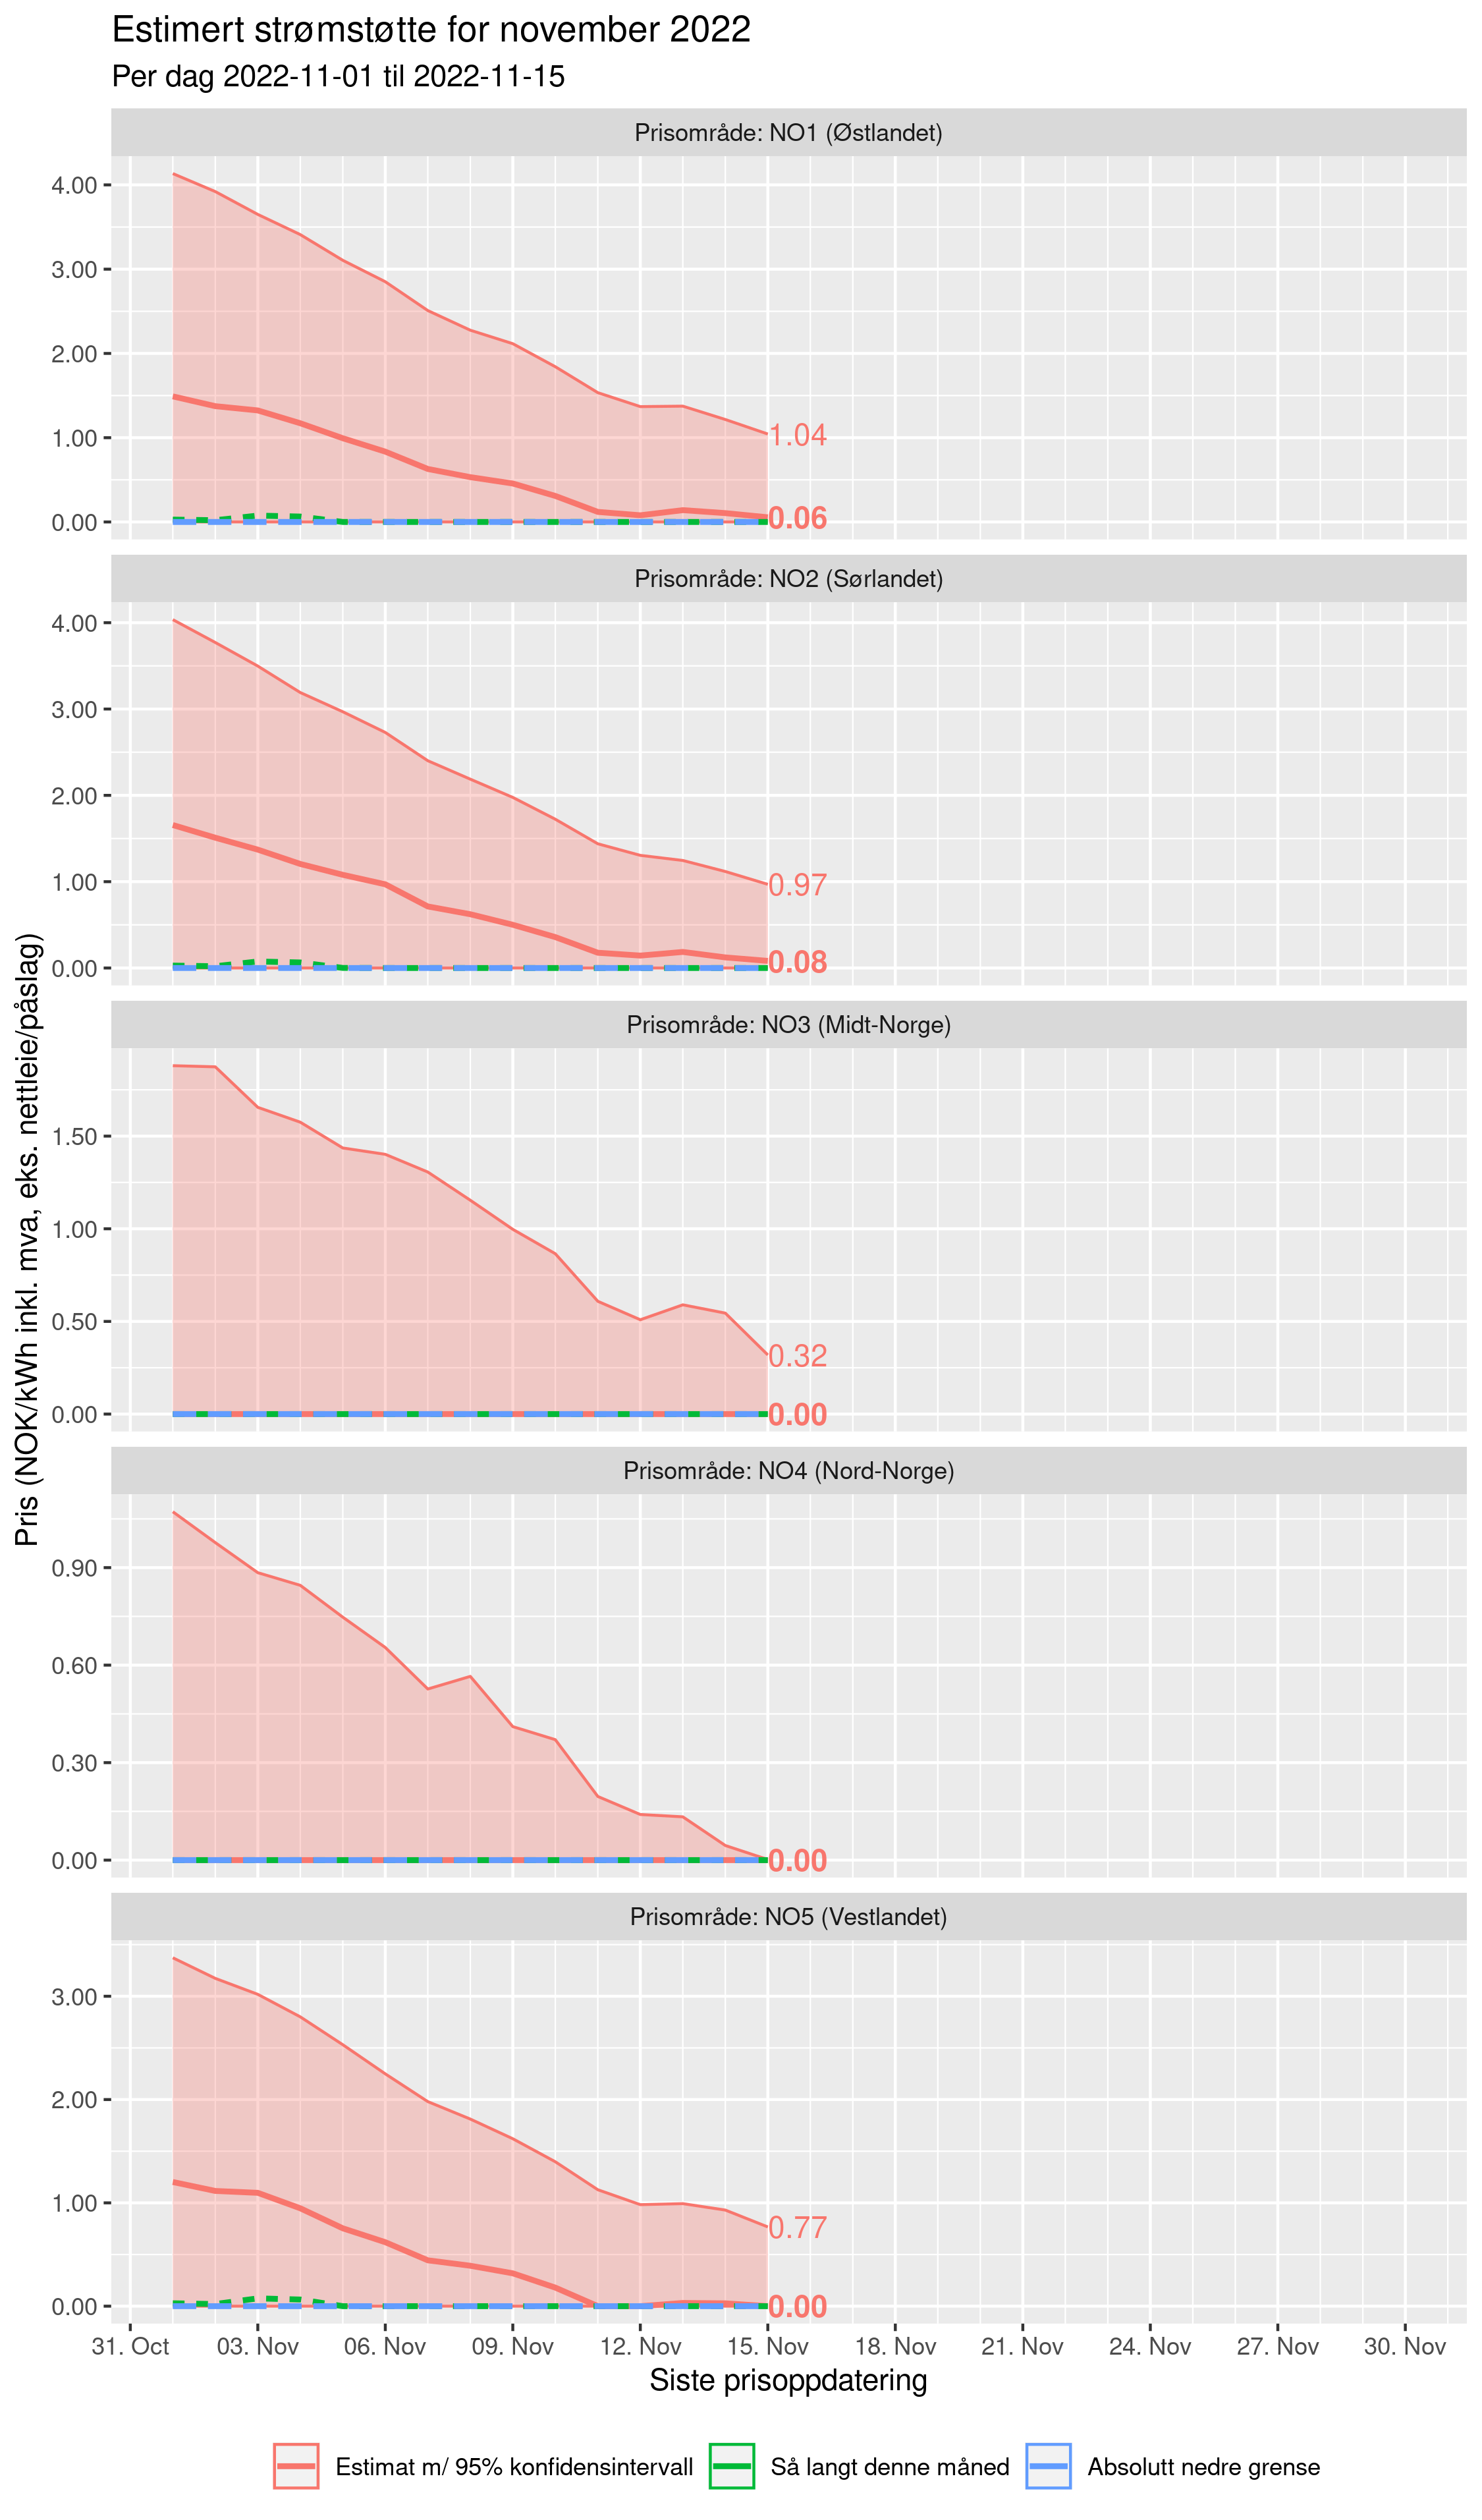 Estimert strømstøtte for november 2022
Per dag 2022-11-01 til 2022-11-15
Pris (NOK/kWh inkl. mva, eks. nettleie/påslag)
Prisområde: NO1 (Østlandet)
4.00
3.00
2.00
1.00
0.00
1.04
0.06
Prisområde: NO2 (Sørlandet)
4.00
3.00
2.00
1.00
0.00
0.97
0.08
Prisområde: NO3 (Midt-Norge)
1.50
1.00
0.50
0.00
0.32
0.00
Prisområde: NO4 (Nord-Norge)
0.90
0.60
0.30
0.00
0.00
Prisområde: NO5 (Vestlandet)
3.00
2.00
1.00
0.00
0.77
0.00
31. Oct 03. Nov 06. Nov 09. Nov 12. Nov 15. Nov 18. Nov 21. Nov 24. Nov 27. Nov 30. Nov
Siste prisoppdatering
Estimat m/ 95% konfidensintervall Så langt denne måned Absolutt nedre grense